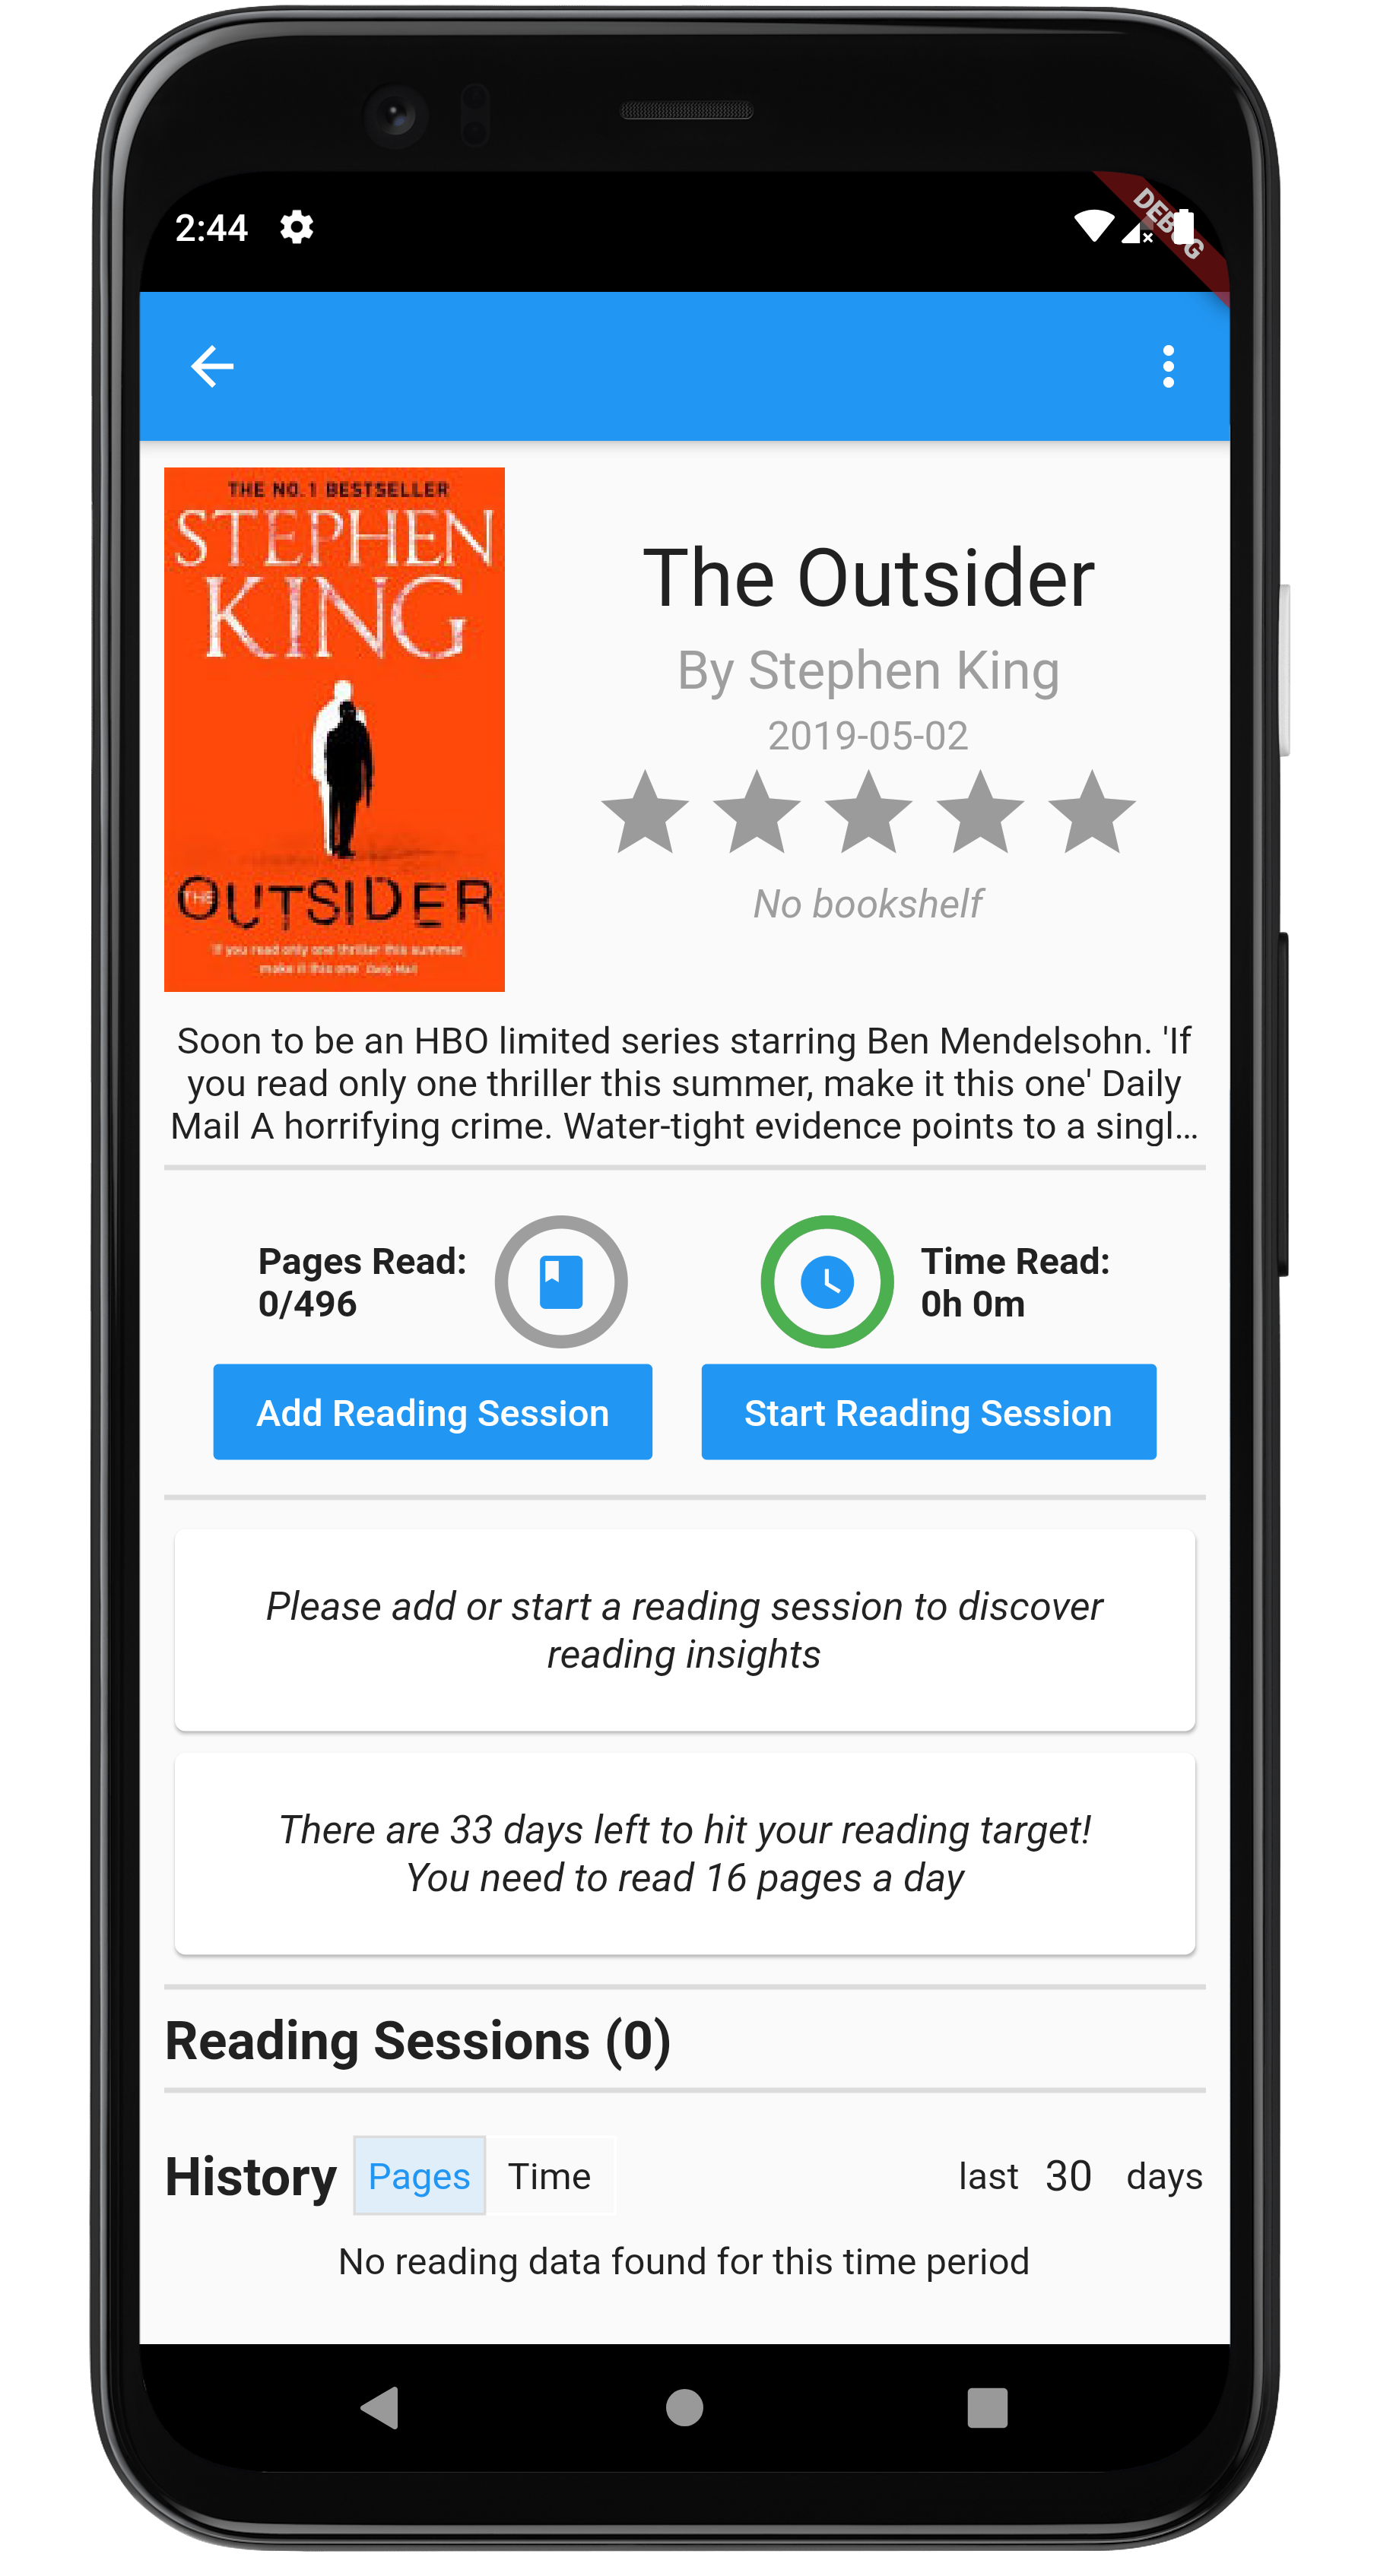 2:44
DEBUG
THE NO.1 BESTSELLER
STEPHEN
KING
THE OUTSIDER
'If you read only one thriller this summer,
make it this one' Daily Mail
The Outsider
By Stephen King
2019-05-02
No bookshelf
Soon to be an HBO limited series starring Ben Mendelsohn. 'If
you read only one thriller this summer, make it this one' Daily
Mail A horrifying crime. Water-tight evidence points to a singl...
Pages Read:
0/496
Time Read:
0h 0m
Add Reading Session
Start Reading Session
Please add or start a reading session to discover
reading insights
There are 33 days left to hit your reading target!
You need to read 16 pages a day
Reading Sessions (0)
History Pages Time last 30 days
No reading data found for this time period